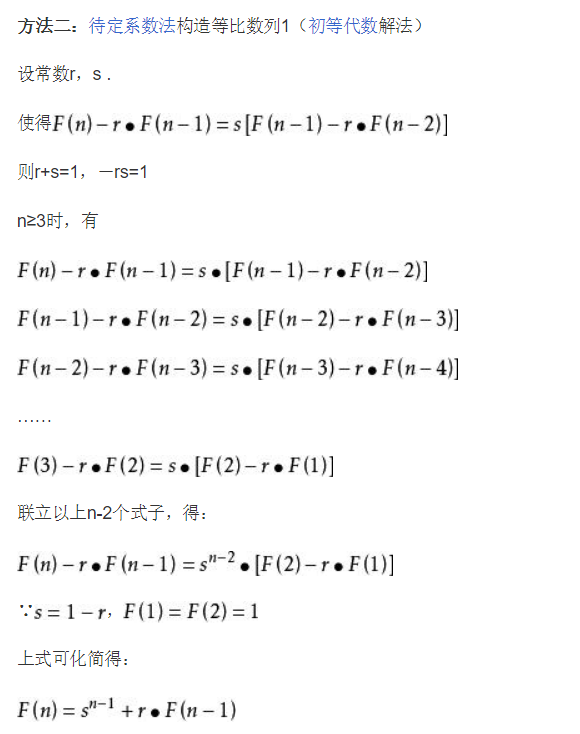 方法二：待定系数法构造等比数列1（初等代数解法）
设常数r，s .
使得F(n)−r●F(n−1)=s[F(n−1)−r●F(n−2)]
则r+s=1，－rs=1
n≥3时，有
F(n)−r●F(n−1)=s●[F(n−1)−r●F(n−2)]
F(n−1)−r●F(n−2)=s●[F(n−2)−r●F(n−3)]
F(n−2)−r●F(n−3)=s●[F(n−3)−r●F(n−4)]
……
F(3)−r●F(2)=s●[F(2)−r●F(1)]
联立以上n-2个式子，得：
F(n)−r●F(n−1)=s^{n−2}●[F(2)−r●F(1)]
∵s=1−r，F(1)=F(2)=1
上式可化简得：
F(n)=s^{n−1}+r●F(n−1)